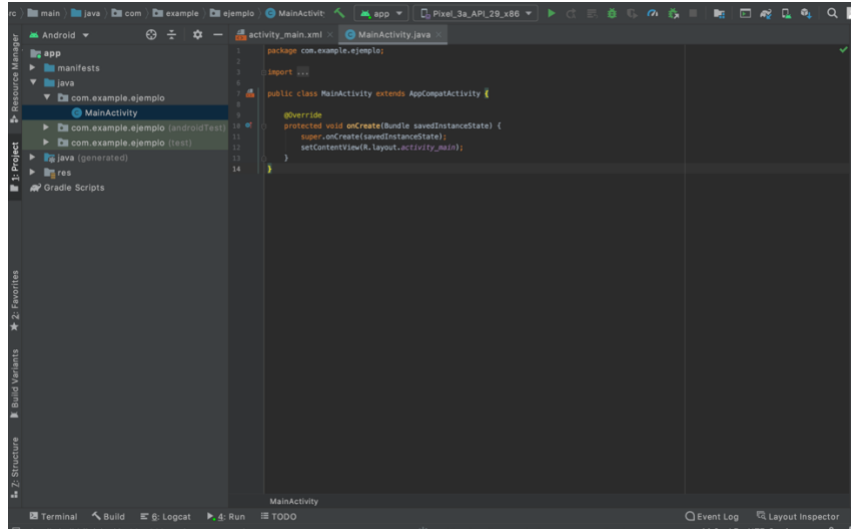 main java com example ejemplo MainActivity app Pixel_3a_API_29_x86
Android
activity_main.xml
MainActivity.java
Resource Manager
1: Project
2: Favorites
Build Variants
2: Structure
app
manifests
java
com.example.ejemplo
MainActivity
com.example.ejemplo (androidTest)
com.example.ejemplo (test)
java (generated)
res
Gradle Scripts
1 package com.example.ejemplo;
2
3 import ...
6
7 public class MainActivity extends AppCompatActivity {
8
9 @Override
10 protected void onCreate(Bundle savedInstanceState) {
11 super.onCreate(savedInstanceState);
12 setContentView(R.layout.activity_main);
13 }
14 }
MainActivity
Terminal Build 6: Logcat 4: Run TODO Event Log Layout Inspector